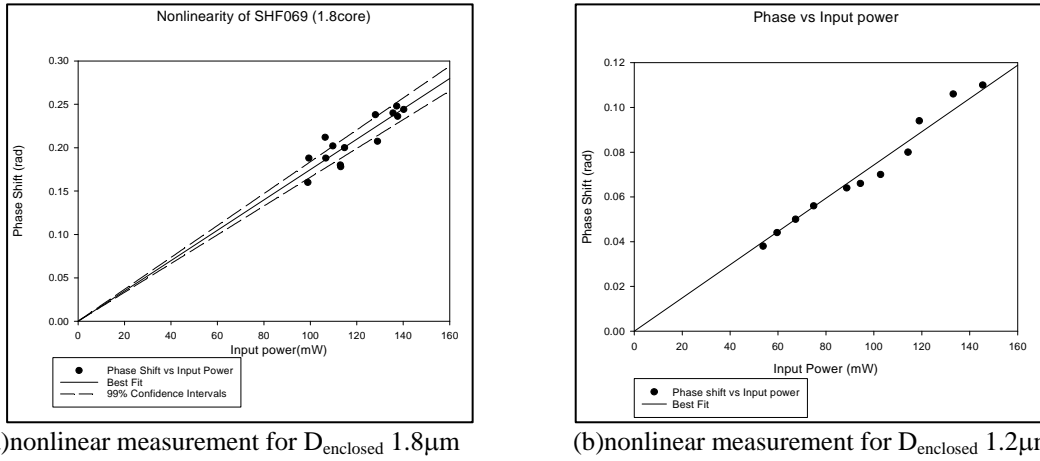 Nonlinearity of SHF069 (1.8core)
Phase Shift (rad)
0.30
0.25
0.20
0.15
0.10
0.05
0.00
0 20 40 60 80 100 120 140 160
Input power(mW)
Phase Shift vs Input Power
Best Fit
99% Confidence Intervals
)nonlinear measurement for Denclosed 1.8μm
Phase vs Input power
Phase Shift (rad)
0.12
0.10
0.08
0.06
0.04
0.02
0.00
0 20 40 60 80 100 120 140 160
Input Power (mW)
Phase shift vs Input power
Best Fit
(b)nonlinear measurement for Denclosed 1.2μm